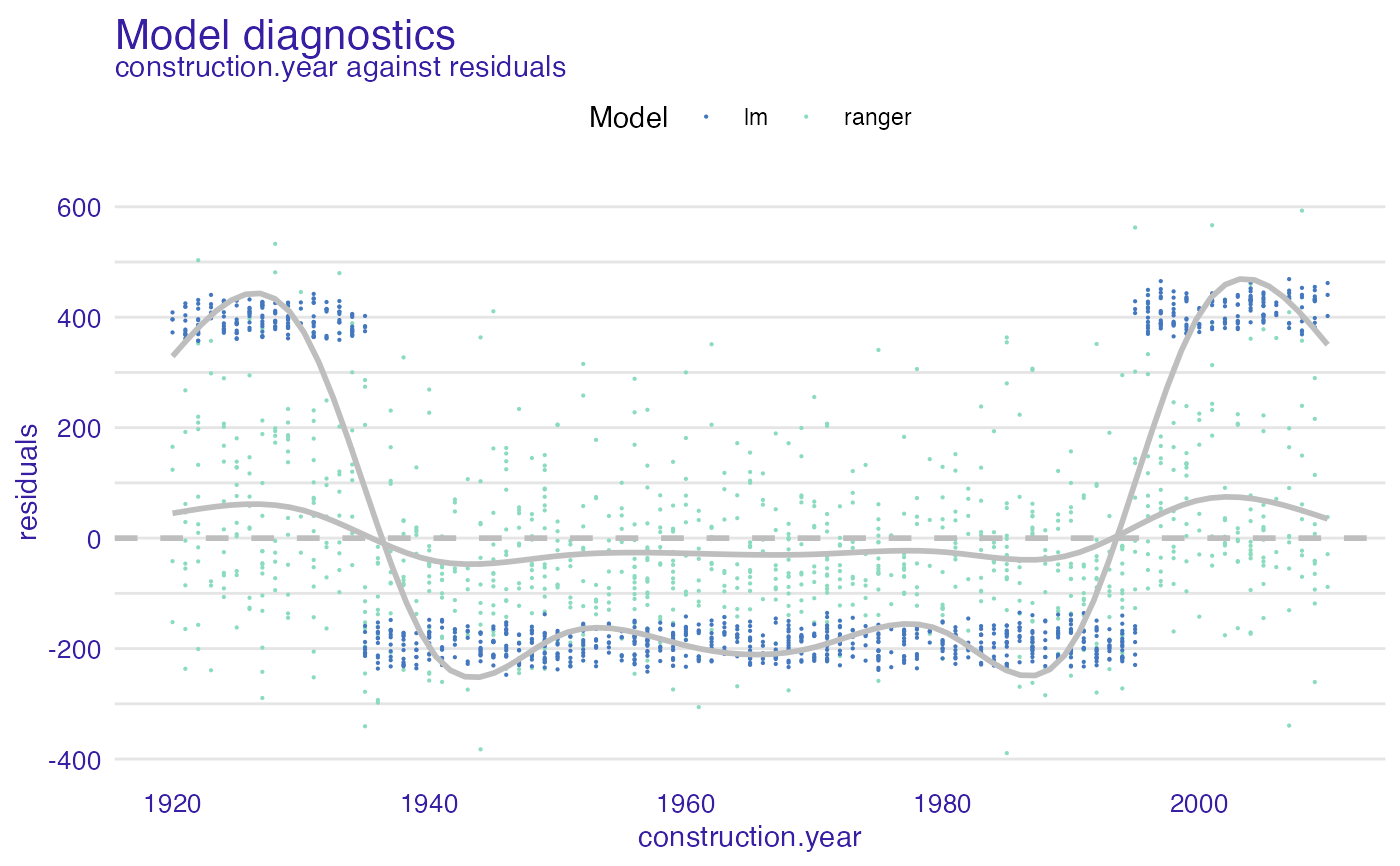 Model diagnostics
construction.year against residuals
Model lm ranger
600
400
200
0
-200
-400
residuals
1920 1940 1960 1980 2000
construction.year